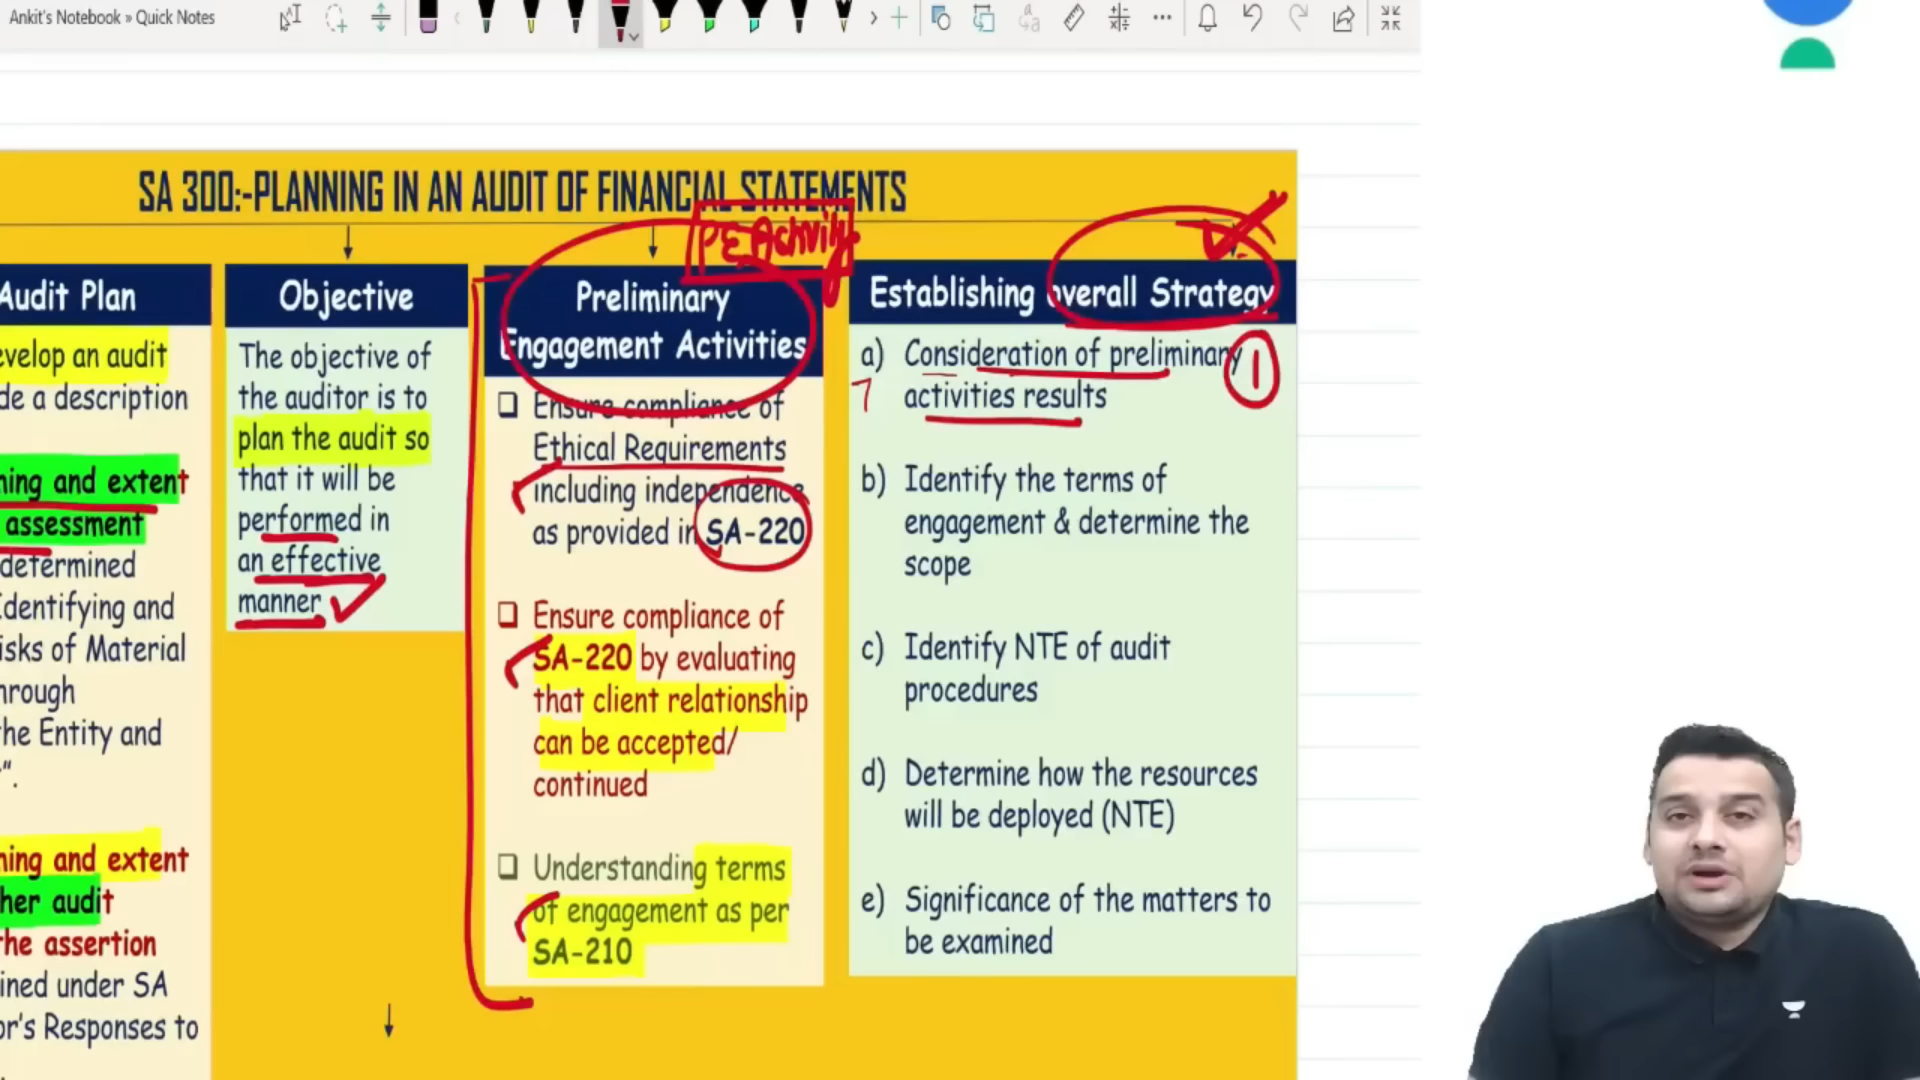 Ankit's Notebook » Quick Notes
SA 300:-PLANNING IN AN AUDIT OF FINANCIAL STATEMENTS
PE Activity
Audit Plan
evelop an audit
de a description
ning and extent
assessment
determined
Identifying and
isks of Material
hrough
the Entity and
".
ning and extent
her audit
the assertion
ined under SA
or's Responses to
Objective
The objective of
the auditor is to
plan the audit so
that it will be
performed in
an effective
manner
Preliminary
Engagement Activities
❑ Ensure compliance of
Ethical Requirements
including independence
as provided in SA-220
❑ Ensure compliance of
SA-220 by evaluating
that client relationship
can be accepted/
continued
❑ Understanding terms
of engagement as per
SA-210
Establishing overall Strategy
a) Consideration of preliminary
activities results
1
b) Identify the terms of
engagement & determine the
scope
c) Identify NTE of audit
procedures
d) Determine how the resources
will be deployed (NTE)
e) Significance of the matters to
be examined